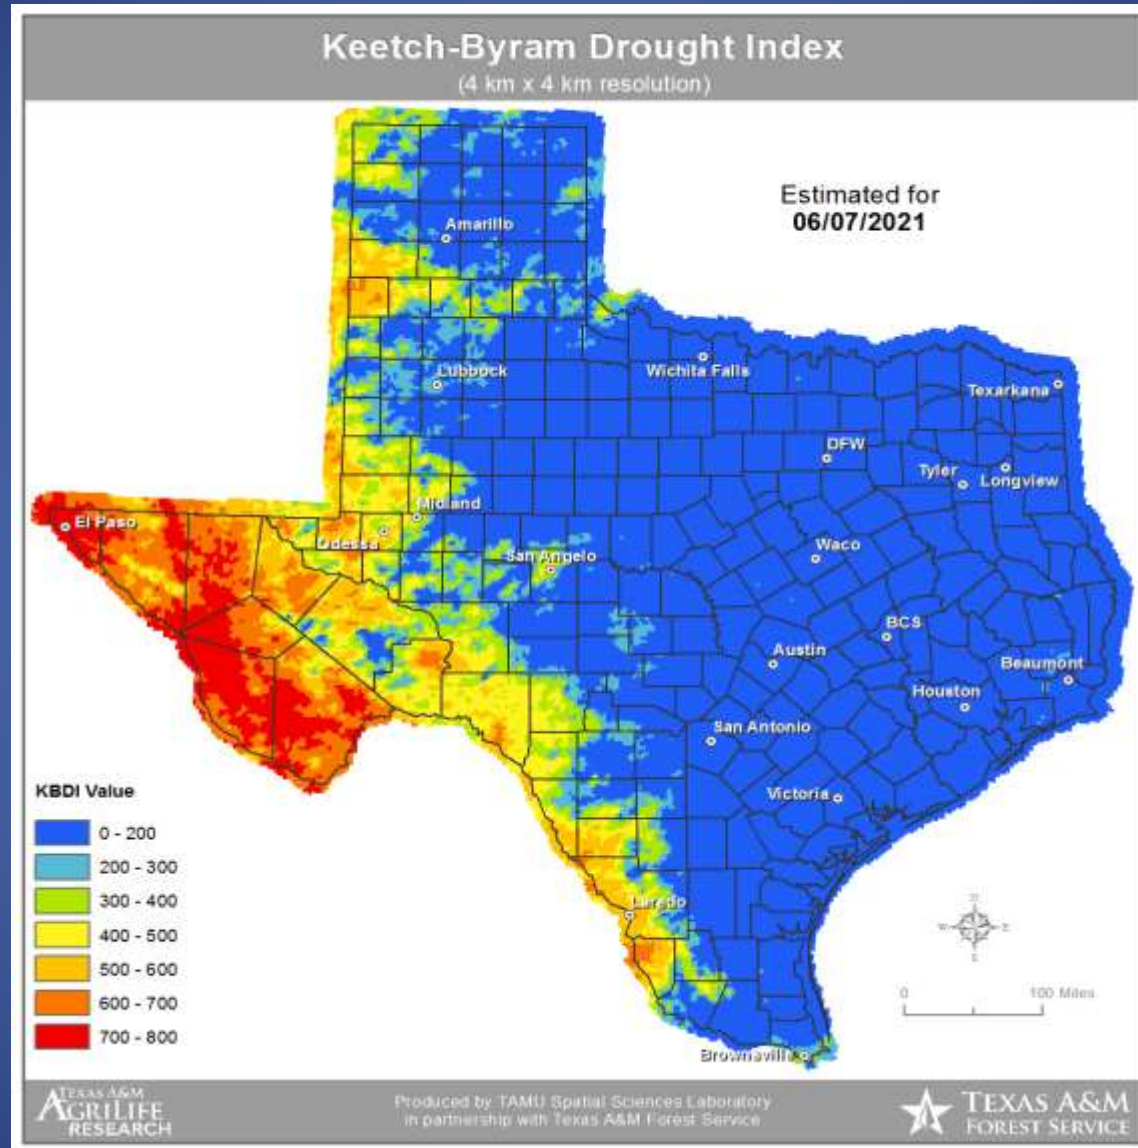 Keetch-Byram Drought Index
(4 km x 4 km resolution)
Estimated for
06/07/2021
Amarillo
Lubbock
Wichita Falls
Texarkana
DFW
Tyler
Longview
Midland
El Paso
Odessa
San Angelo
Waco
BCS
Austin
Beaumont
Houston
San Antonio
Victoria
Laredo
Brownsville
KBDI Value
0 - 200
200 - 300
300 - 400
400 - 500
500 - 600
600 - 700
700 - 800
N
W
E
S
0
100 Miles
TEXAS A&M
AGRILIFE
RESEARCH
Produced by TAMU Spatial Sciences Laboratory
in partnership with Texas A&M Forest Service
TEXAS A&M
FOREST SERVICE